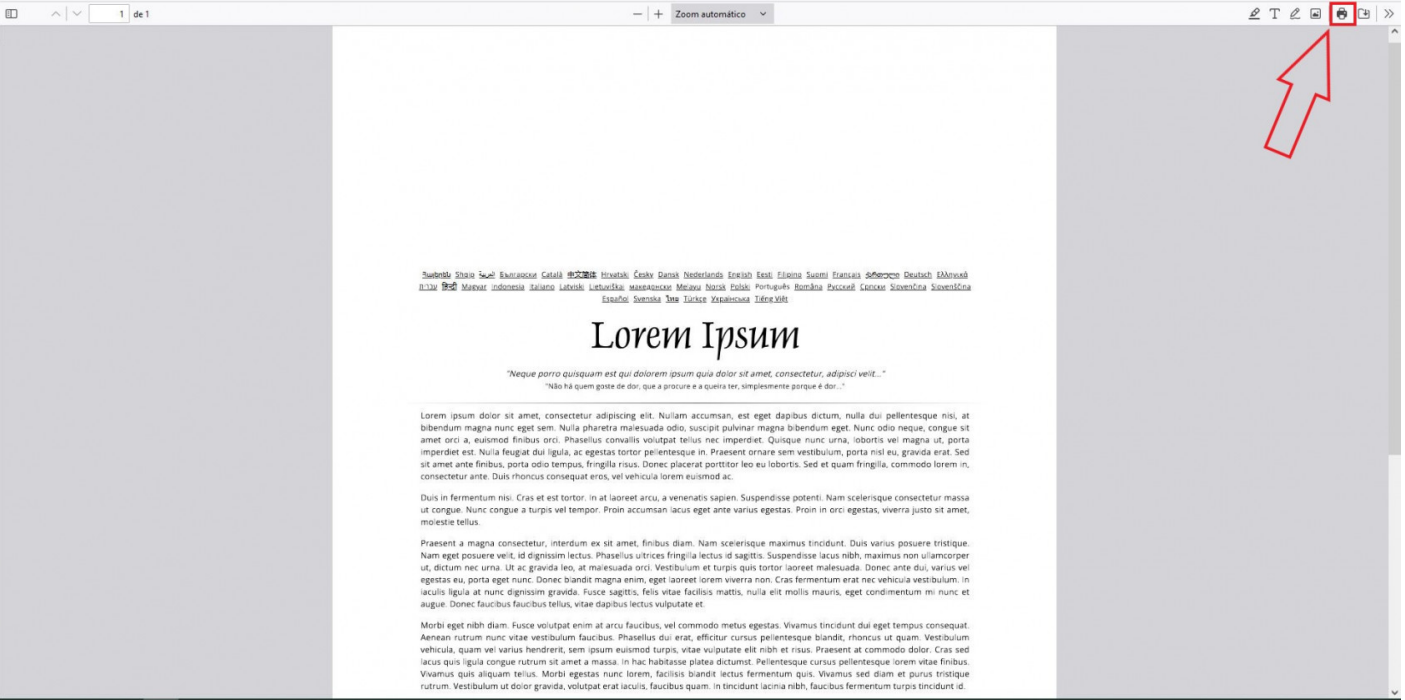 1 de 1 Zoom automático
Հայերեն Shqip العربية Български Català 中文简体 Hrvatski Česky Dansk Nederlands English Eesti Filipino Suomi Français ქართული Deutsch Ελληνικά
עברית हिन्दी Magyar Indonesia Italiano Latviski Lietuviškai македонски Melayu Norsk Polski Português Româna Pyccкий Српски Slovenčina Slovenščina
Español Svenska ไทย Türkçe Українська Tiếng Việt
Lorem Ipsum
"Neque porro quisquam est qui dolorem ipsum quia dolor sit amet, consectetur, adipisci velit..."
"Não há quem goste de dor, que a procure e a queira ter, simplesmente porque é dor..."
Lorem ipsum dolor sit amet, consectetur adipiscing elit. Nullam accumsan, est eget dapibus dictum, nulla dui pellentesque nisi, at
bibendum magna nunc eget sem. Nulla pharetra malesuada odio, suscipit pulvinar magna bibendum eget. Nunc odio neque, congue sit
amet orci a, euismod finibus orci. Phasellus convallis volutpat tellus nec imperdiet. Quisque nunc urna, lobortis vel magna ut, porta
imperdiet est. Nulla feugiat dui ligula, ac egestas tortor pellentesque in. Praesent ornare sem vestibulum, porta nisl eu, gravida erat. Sed
sit amet ante finibus, porta odio tempus, fringilla risus. Donec placerat porttitor leo eu lobortis. Sed et quam fringilla, commodo lorem in,
consectetur ante. Duis rhoncus consequat eros, vel vehicula lorem euismod ac.
Duis in fermentum nisi. Cras et est tortor. In at laoreet arcu, a venenatis sapien. Suspendisse potenti. Nam scelerisque consectetur massa
ut congue. Nunc congue a turpis vel tempor. Proin accumsan lacus eget ante varius egestas. Proin in orci egestas, viverra justo sit amet,
molestie tellus.
Praesent a magna consectetur, interdum ex sit amet, finibus diam. Nam scelerisque maximus tincidunt. Duis varius posuere tristique.
Nam eget posuere velit, id dignissim lectus. Phasellus ultrices fringilla lectus id sagittis. Suspendisse lacus nibh, maximus non ullamcorper
ut, dictum nec urna. Ut ac gravida leo, at malesuada orci. Vestibulum et turpis quis tortor laoreet malesuada. Donec ante dui, varius vel
egestas eu, porta eget nunc. Donec blandit magna enim, eget laoreet lorem viverra non. Cras fermentum erat nec vehicula vestibulum. In
iaculis ligula at nunc dignissim gravida. Fusce sagittis, felis vitae facilisis mattis, nulla elit mollis mauris, eget condimentum mi nunc et
augue. Donec faucibus faucibus tellus, vitae dapibus lectus vulputate et.
Morbi eget nibh diam. Fusce volutpat enim at arcu faucibus, vel commodo metus egestas. Vivamus tincidunt dui eget tempus consequat.
Aenean rutrum nunc vitae vestibulum faucibus. Phasellus dui erat, efficitur cursus pellentesque blandit, rhoncus ut quam. Vestibulum
vehicula, quam vel varius hendrerit, sem ipsum euismod turpis, vitae vulputate elit nibh et risus. Praesent at commodo dolor. Cras sed
lacus quis ligula congue rutrum sit amet a massa. In hac habitasse platea dictumst. Pellentesque cursus pellentesque lorem vitae finibus.
Vivamus quis aliquam tellus. Morbi egestas nunc lorem, facilisis blandit lectus fermentum quis. Vivamus sed diam et purus tristique
rutrum. Vestibulum ut dolor gravida, volutpat erat iaculis, faucibus quam. In tincidunt lacinia nibh, faucibus fermentum turpis tincidunt id.